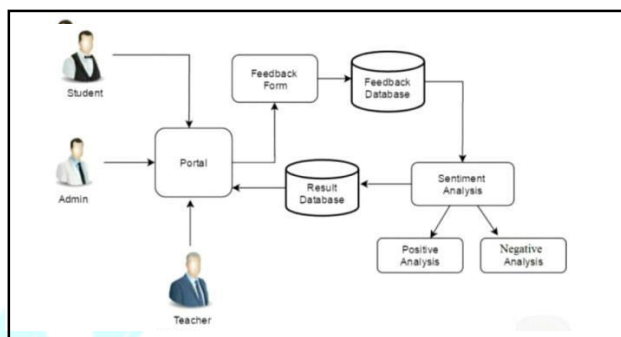 Student
Feedback
Form
Feedback
Database
Admin
Portal
Result
Database
Sentiment
Analysis
Positive
Analysis
Negative
Analysis
Teacher